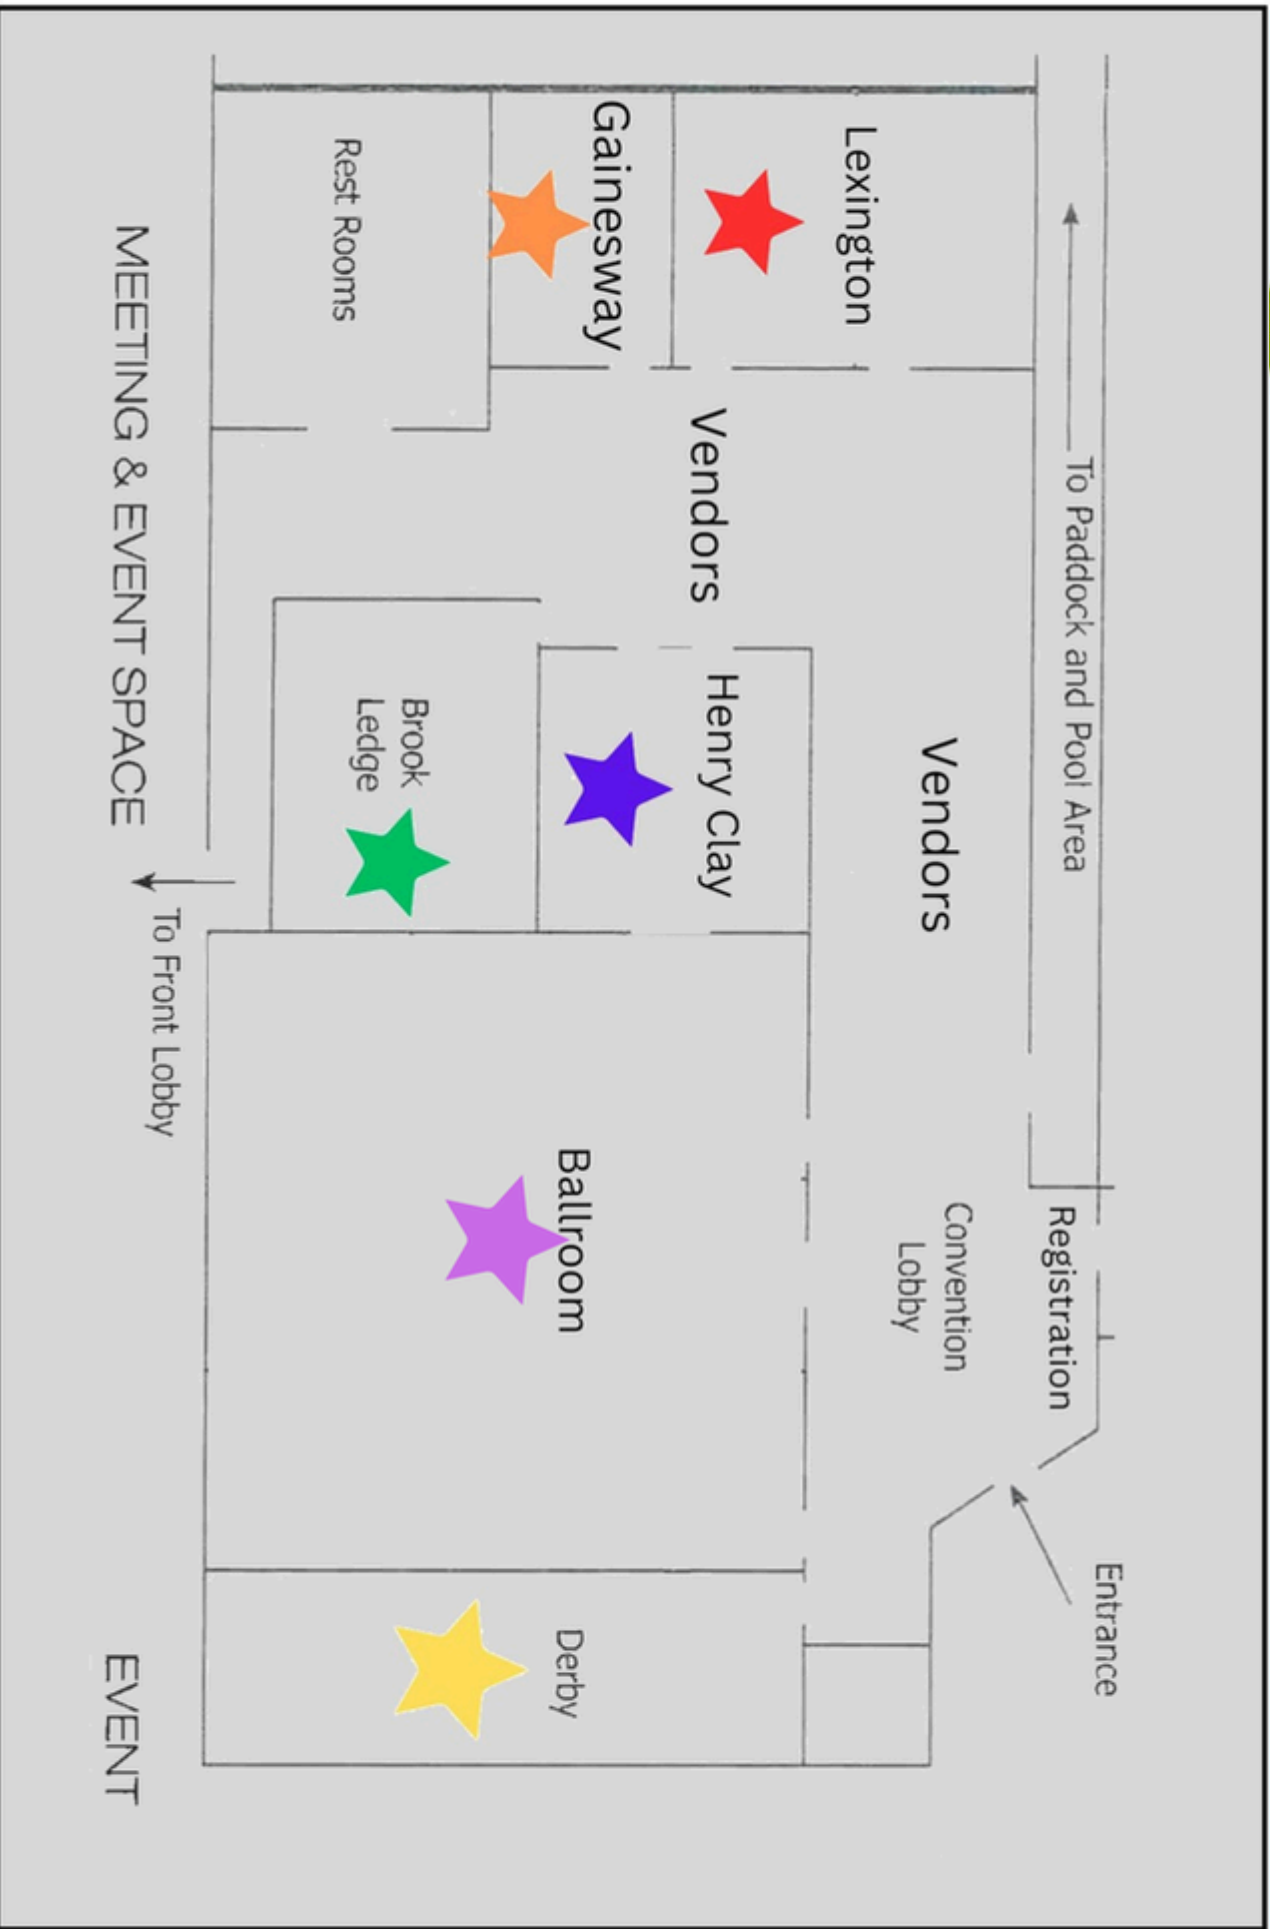 To Paddock and Pool Area
Registration
Entrance
Convention
Lobby
Vendors
Lexington
Vendors
Gainesway
Henry Clay
Ballroom
Derby
Brook
Ledge
Rest Rooms
To Front Lobby
MEETING & EVENT SPACE
EVENT